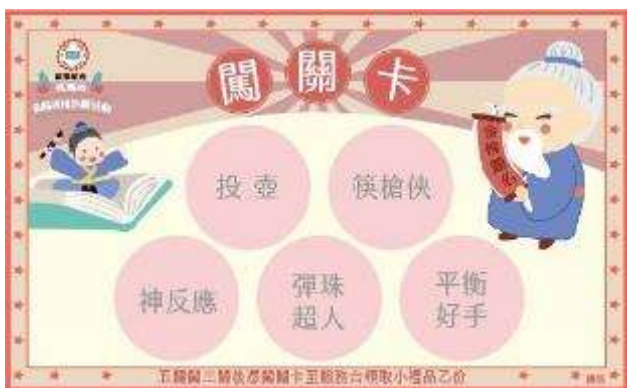 闖關卡
投壺
筷槍俠
神反應
彈珠
超人
平衡
好手
五關闖三關後憑闖關卡至服務台領取小禮品乙份